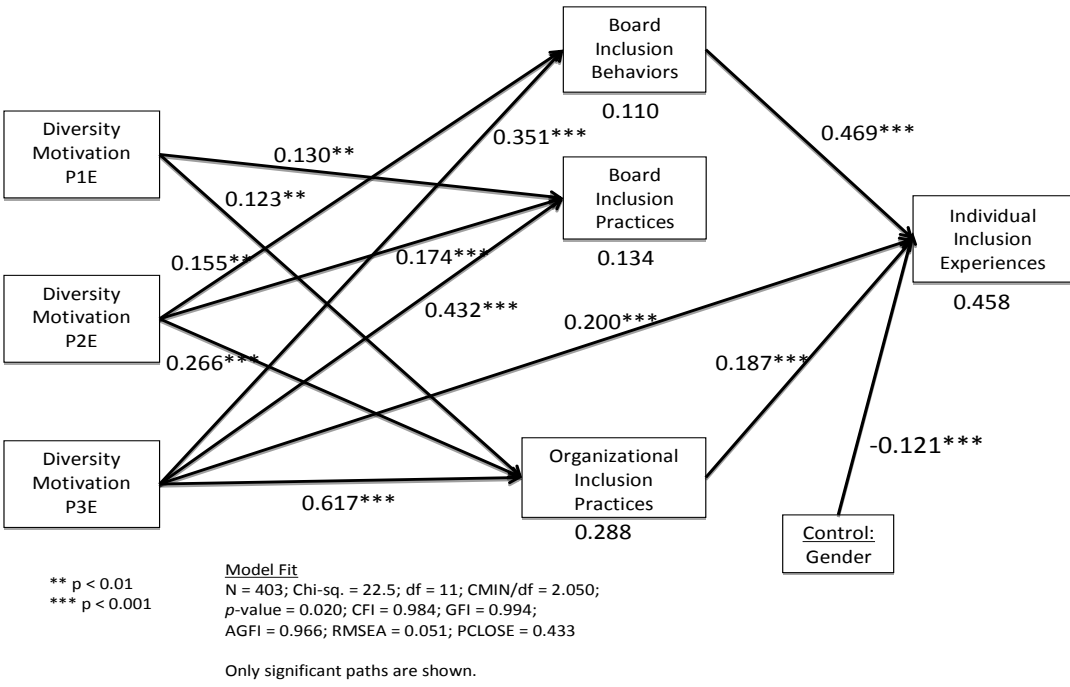 Board
Inclusion
Behaviors
0.110
Diversity
Motivation
P1E
0.351***
0.469***
0.130**
Board
Inclusion
Practices
0.134
0.123**
Individual
Inclusion
Experiences
0.458
0.155**
0.174***
Diversity
Motivation
P2E
0.432***
0.200***
0.266***
0.187***
Diversity
Motivation
P3E
0.617***
Organizational
Inclusion
Practices
0.288
-0.121***
Control:
Gender
** p < 0.01
*** p < 0.001
Model Fit
N = 403; Chi-sq. = 22.5; df = 11; CMIN/df = 2.050;
p-value = 0.020; CFI = 0.984; GFI = 0.994;
AGFI = 0.966; RMSEA = 0.051; PCLOSE = 0.433
Only significant paths are shown.